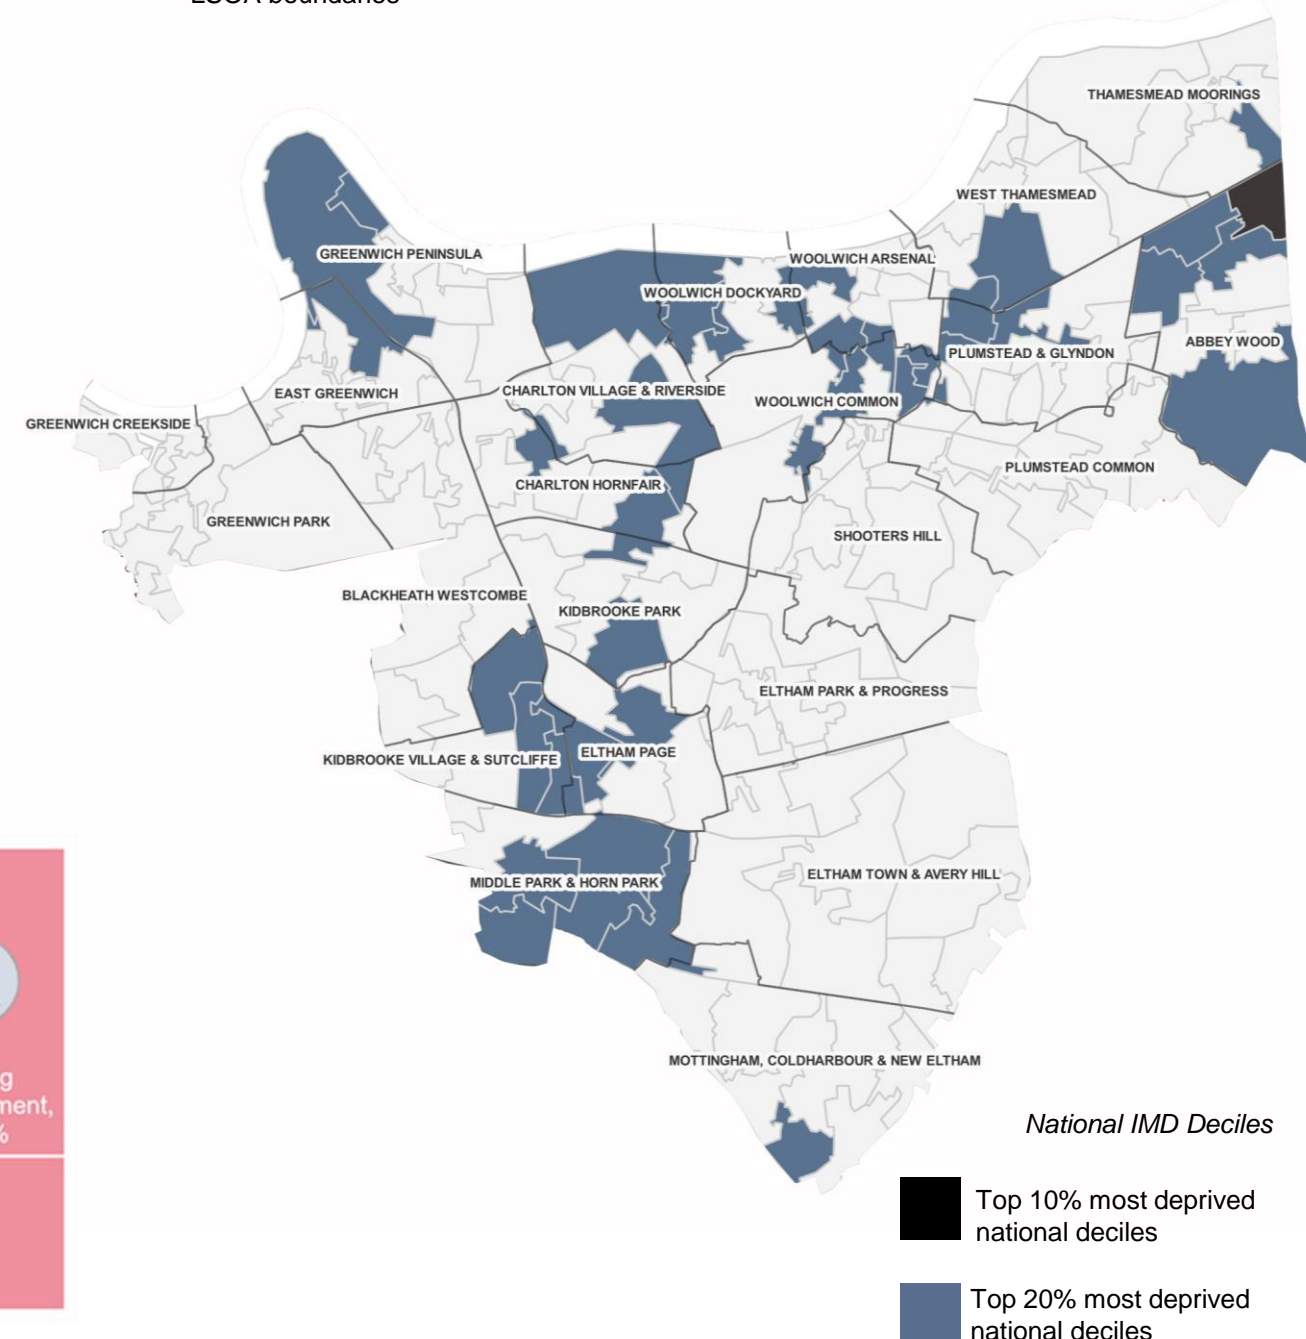 LSOA boundaries
THAMESMEAD MOORINGS
WEST THAMESMEAD
GREENWICH PENINSULA
WOOLWICH ARSENAL
WOOLWICH DOCKYARD
ABBEY WOOD
PLUMSTEAD & GLYNDON
EAST GREENWICH
CHARLTON VILLAGE & RIVERSIDE
WOOLWICH COMMON
GREENWICH CREEKSIDE
PLUMSTEAD COMMON
CHARLTON HORNFAIR
GREENWICH PARK
SHOOTERS HILL
BLACKHEATH WESTCOMBE
KIDBROOKE PARK
ELTHAM PARK & PROGRESS
KIDBROOKE VILLAGE & SUTCLIFFE
ELTHAM PAGE
ELTHAM TOWN & AVERY HILL
MIDDLE PARK & HORN PARK
MOTTINGHAM, COLDHARBOUR & NEW ELTHAM
g
ment,
%
National IMD Deciles
Top 10% most deprived
national deciles
Top 20% most deprived
national deciles